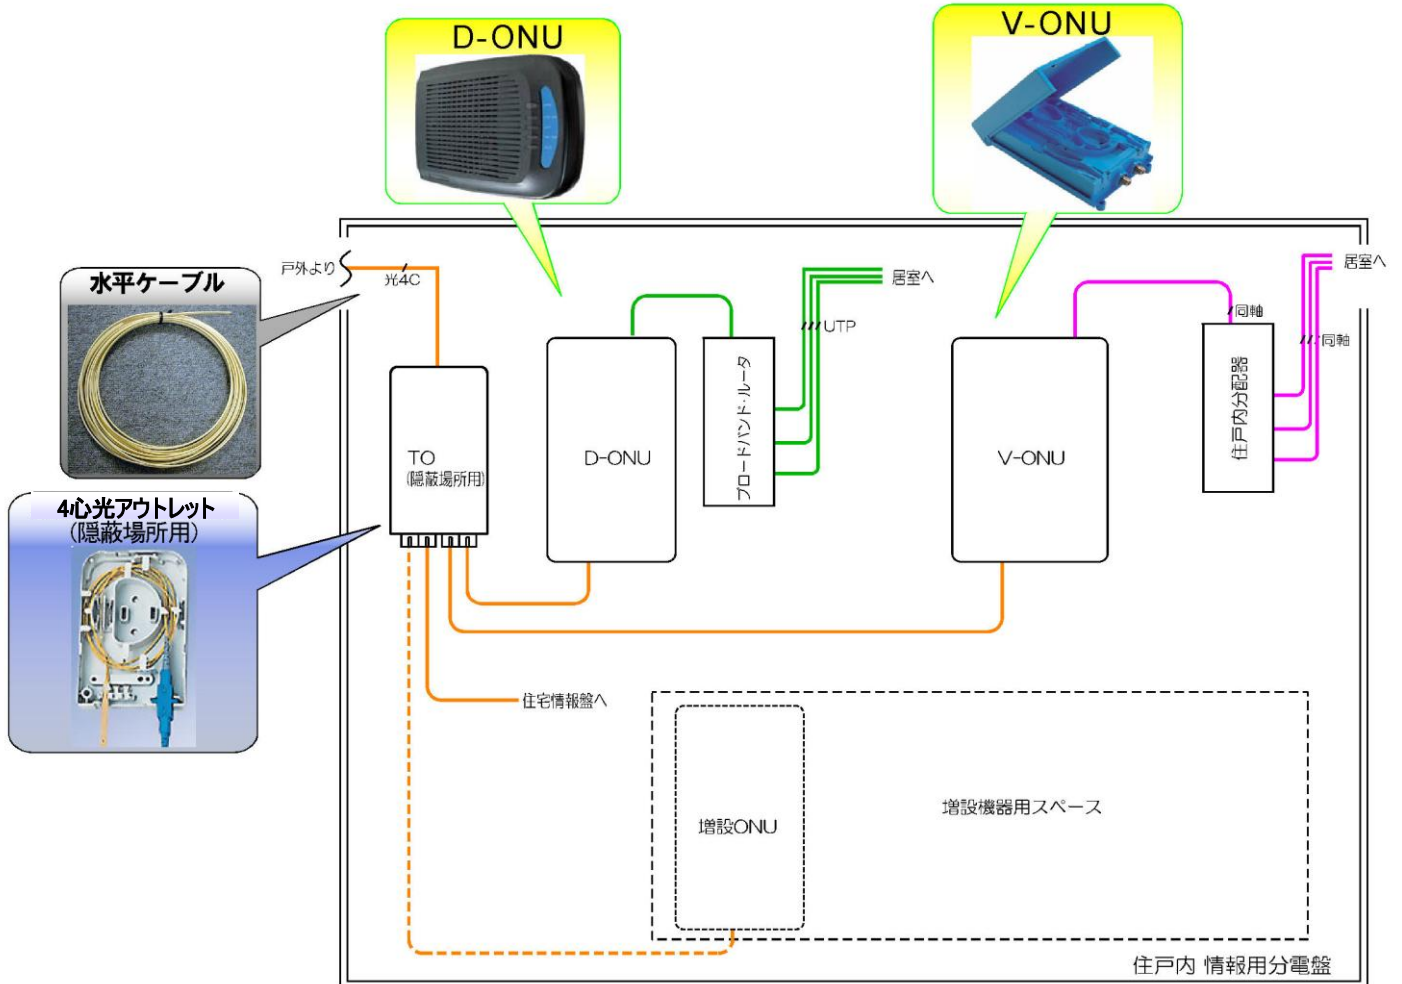 D-ONU
V-ONU
戸外より
光4C
水平ケーブル
居室へ
UTP
同軸
居室へ
同軸
TO
(隠蔽場所用)
D-ONU
ブロードバンド・ルータ
V-ONU
住戸内分配器
4心光アウトレット
(隠蔽場所用)
住宅情報盤へ
増設ONU
増設機器用スペース
住戸内 情報用分電盤